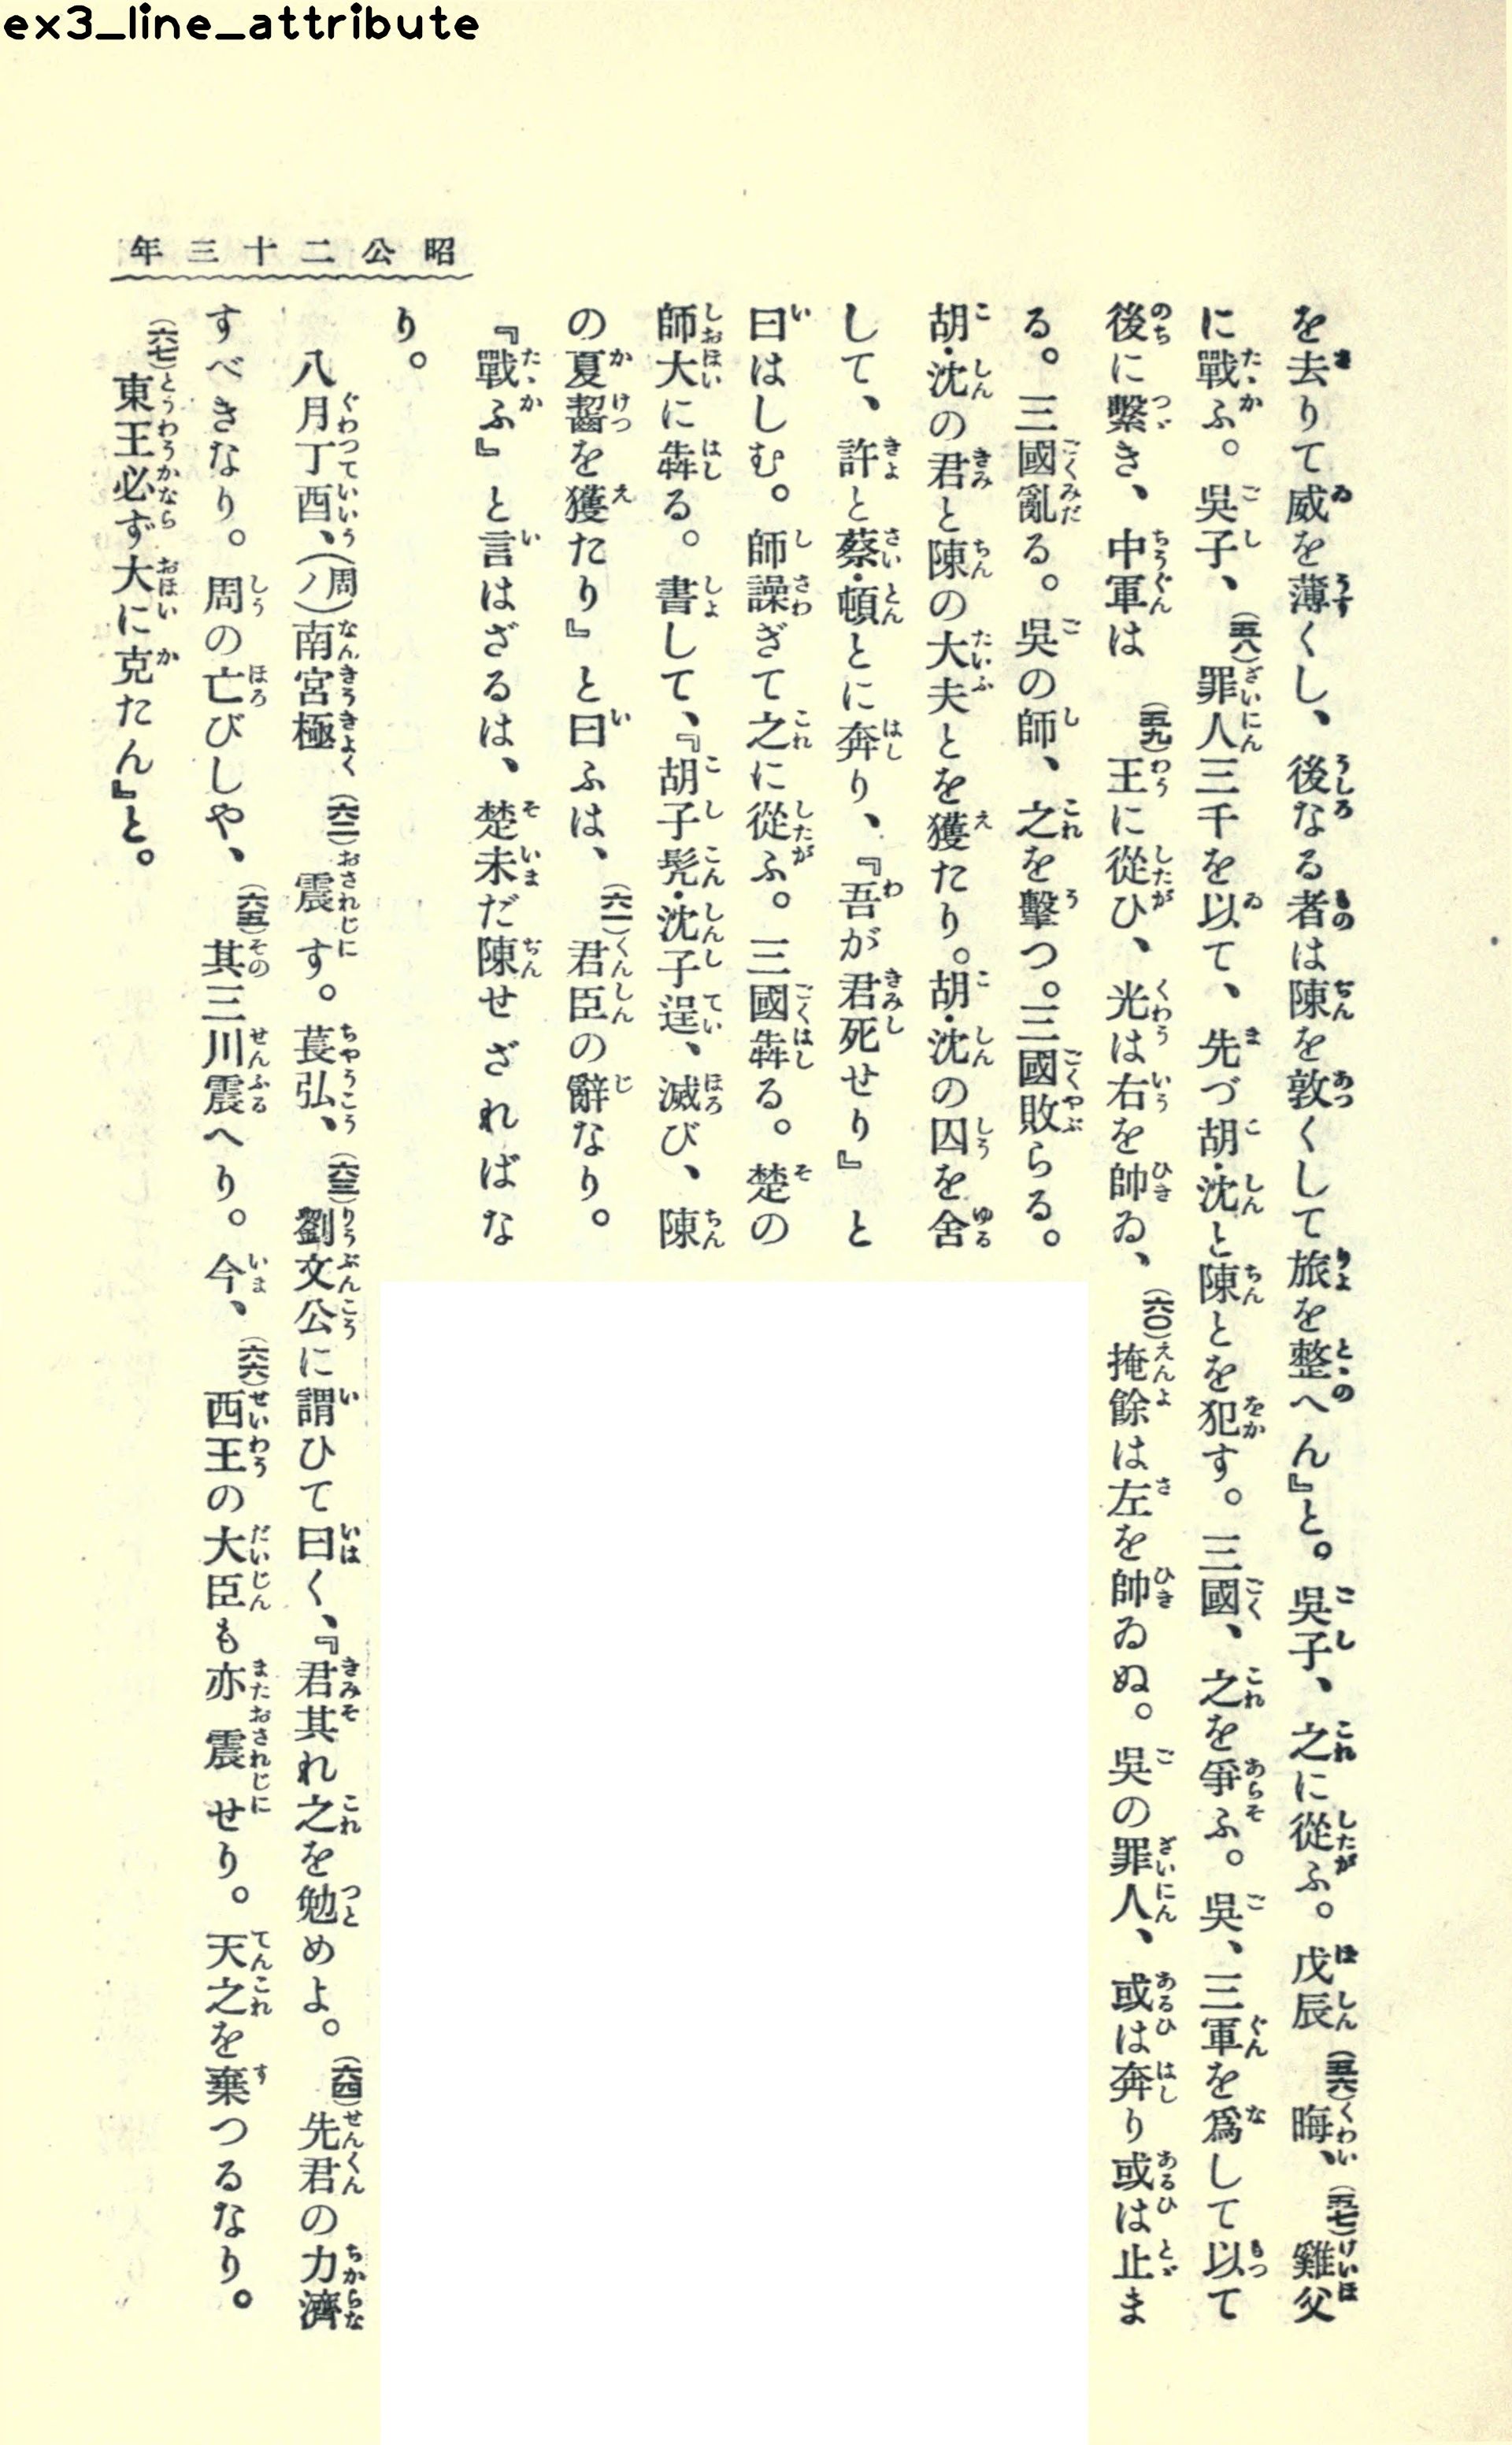 ex3_line_attribute
昭公二十三年
を去りて威を薄くし、後なる者は陳を敦くして旅を整へん』と。吳子、之に從ふ。戊辰(五六)晦、(五七)雞父
に戰ふ。吳子、(五八)罪人三千を以て、先づ胡・沈と陳とを犯す。三國、之を爭ふ。吳、三軍を爲して以て
後に繫き、中軍は(五九)王に從ひ、光は右を帥ゐ、(六〇)掩餘は左を帥ゐぬ。吳の罪人、或は奔り或は止ま
る。三國亂る。吳の師、之を擊つ。三國敗らる。
胡・沈の君と陳の大夫とを獲たり。胡・沈の囚を舍
して、許と蔡・頓とに奔り、『吾が君死せり』と
曰はしむ。師譟ぎて之に從ふ。三國犇る。楚の
師大に犇る。書して、『胡子髡・沈子逞、滅び、陳
の夏齧を獲たり』と曰ふは、(六一)君臣の辭なり。
『戰ふ』と言はざるは、楚未だ陳せざればな
り。
八月丁酉、(周ノ)南宮極(六二)震す。萇弘、(六三)劉文公に謂ひて曰く、『君其れ之を勉めよ。(六四)先君の力濟
すべきなり。周の亡びしや、(六五)其三川震へり。今、(六六)西王の大臣も亦震せり。天之を棄つるなり。
(六七)東王必ず大に克たん』と。